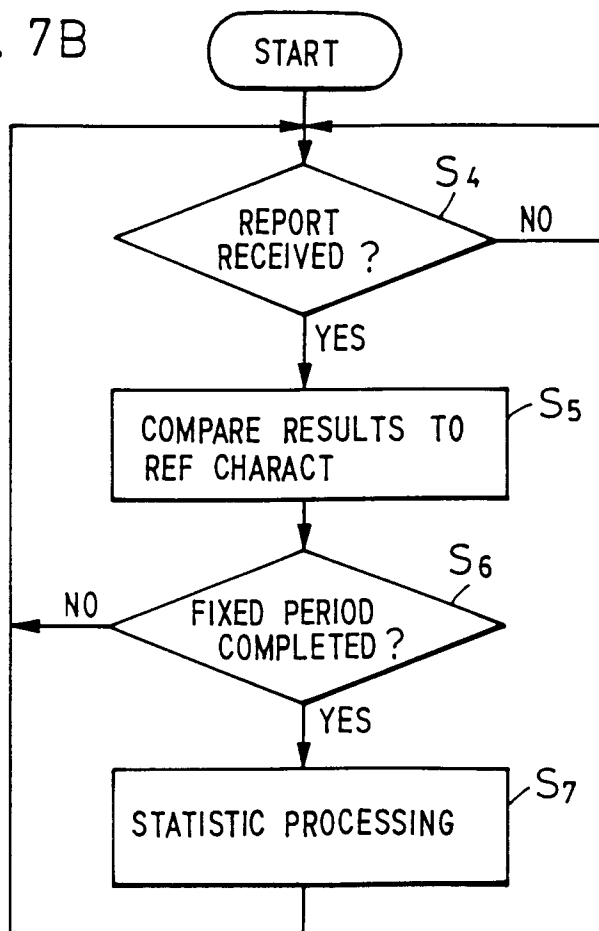 . 7B
START
S4
REPORT
RECEIVED ?
NO
YES
S5
COMPARE RESULTS TO
REF CHARACT
S6
NO
FIXED PERIOD
COMPLETED ?
YES
S7
STATISTIC PROCESSING